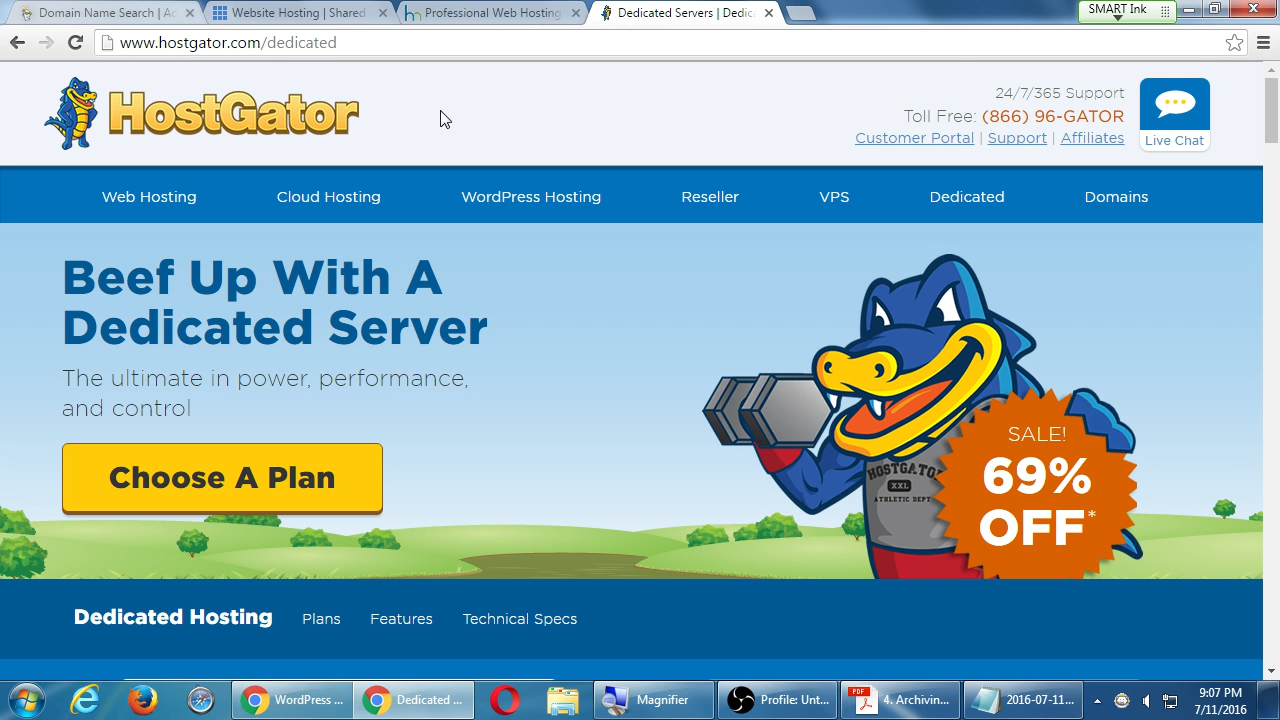 Domain Name Search | Ac
Website Hosting | Shared
Professional Web Hosting
Dedicated Servers | Dedic
SMART Ink
www.hostgator.com/dedicated
HostGator
24/7/365 Support
Toll Free: (866) 96-GATOR
Customer Portal | Support | Affiliates
Live Chat
Web Hosting Cloud Hosting WordPress Hosting Reseller VPS Dedicated Domains
Beef Up With A
Dedicated Server
The ultimate in power, performance,
and control
Choose A Plan
HOSTGATO
XXL
ATHLETIC DEPT
SALE!
69%
OFF*
Dedicated Hosting Plans Features Technical Specs
WordPress ...
Dedicated ...
Magnifier
Profile: Unt...
PDF
4. Archivin...
2016-07-11...
9:07 PM
7/11/2016